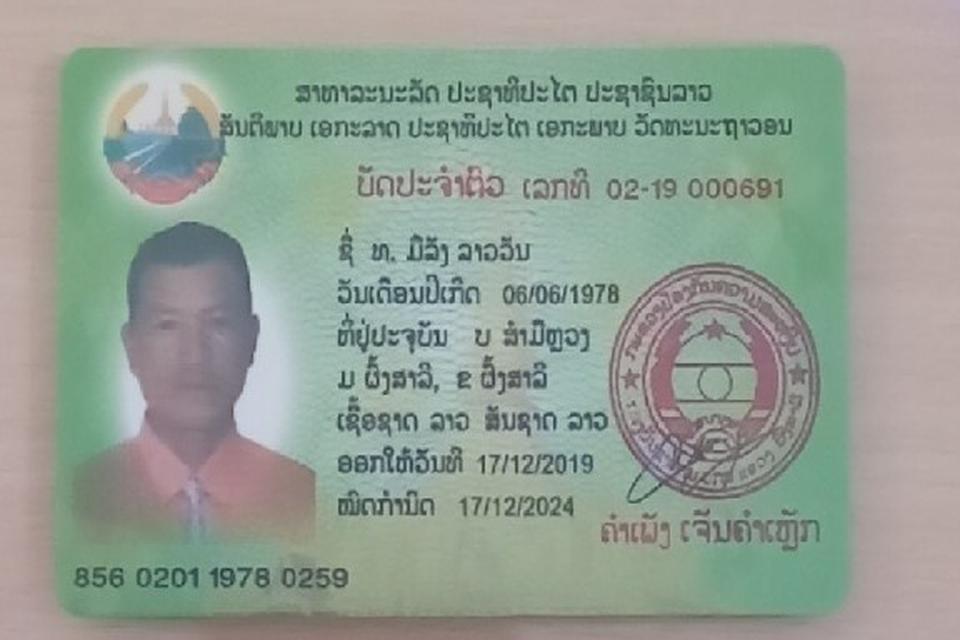 ສາທາລະນະລັດ ປະຊາທິປະໄຕ ປະຊາຊົນລາວ
ສັນຕິພາບ ເອກະລາດ ປະຊາທິປະໄຕ ເອກະພາບ ວັດທະນະຖາວອນ
ບັດປະຈຳຕົວ ເລກທີ 02-19 000691
ຊື່ ທ. ມີລັງ ລາວວັນ
ວັນເດືອນປີເກີດ 06/06/1978
ທີ່ຢູ່ປະຈຸບັນ ບ ສຳມີຫຼວງ
ມ ຜົ້ງສາລີ, ຂ ຜົ້ງສາລີ
ເຊື້ອຊາດ ລາວ ສັນຊາດ ລາວ
ອອກໃຫ້ວັນທີ 17/12/2019
ໝົດກຳນົດ 17/12/2024
ຄຳເພັງ ເຈັນຄຳເຫຼັກ
856 0201 1978 0259